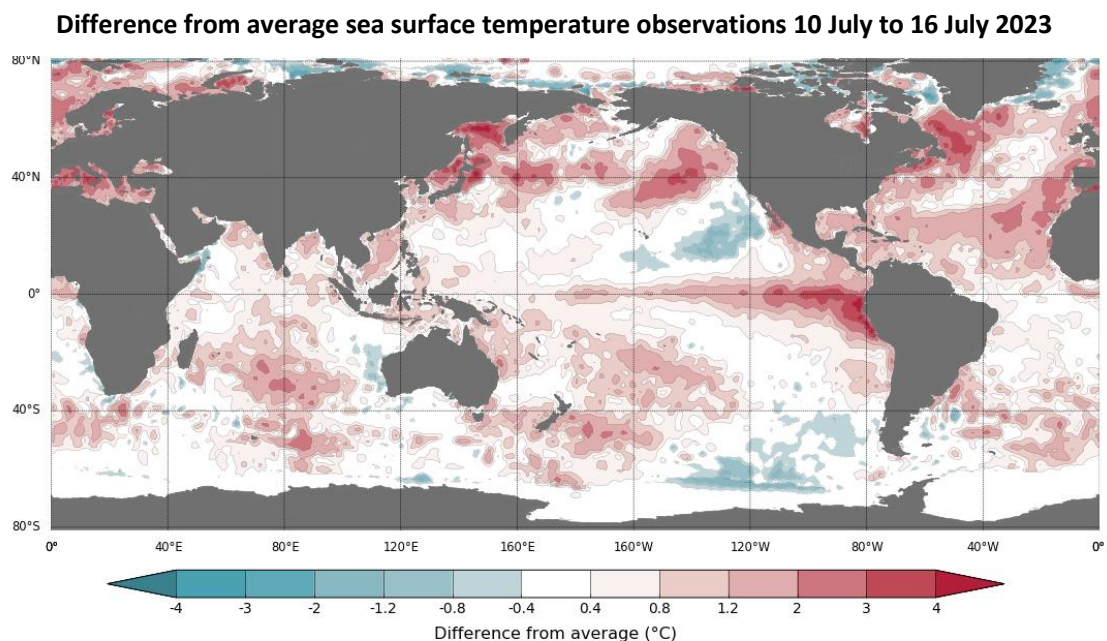 Difference from average sea surface temperature observations 10 July to 16 July 2023
80°N
40°N
0°
40°S
80°S
0° 40°E 80°E 120°E 160°E 160°W 120°W 80°W 40°W 0°
-4 -3 -2 -1.2 -0.8 -0.4 0.4 0.8 1.2 2 3 4
Difference from average (°C)